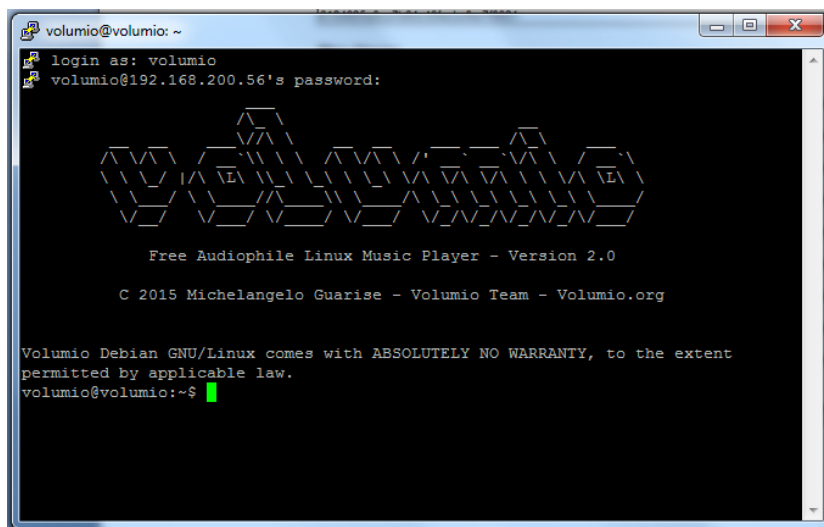 volumio@volumio: ~
login as: volumio
volumio@192.168.200.56's password:
volumio
Free Audiophile Linux Music Player - Version 2.0
C 2015 Michelangelo Guarise - Volumio Team - Volumio.org
Volumio Debian GNU/Linux comes with ABSOLUTELY NO WARRANTY, to the extent
permitted by applicable law.
volumio@volumio:~$